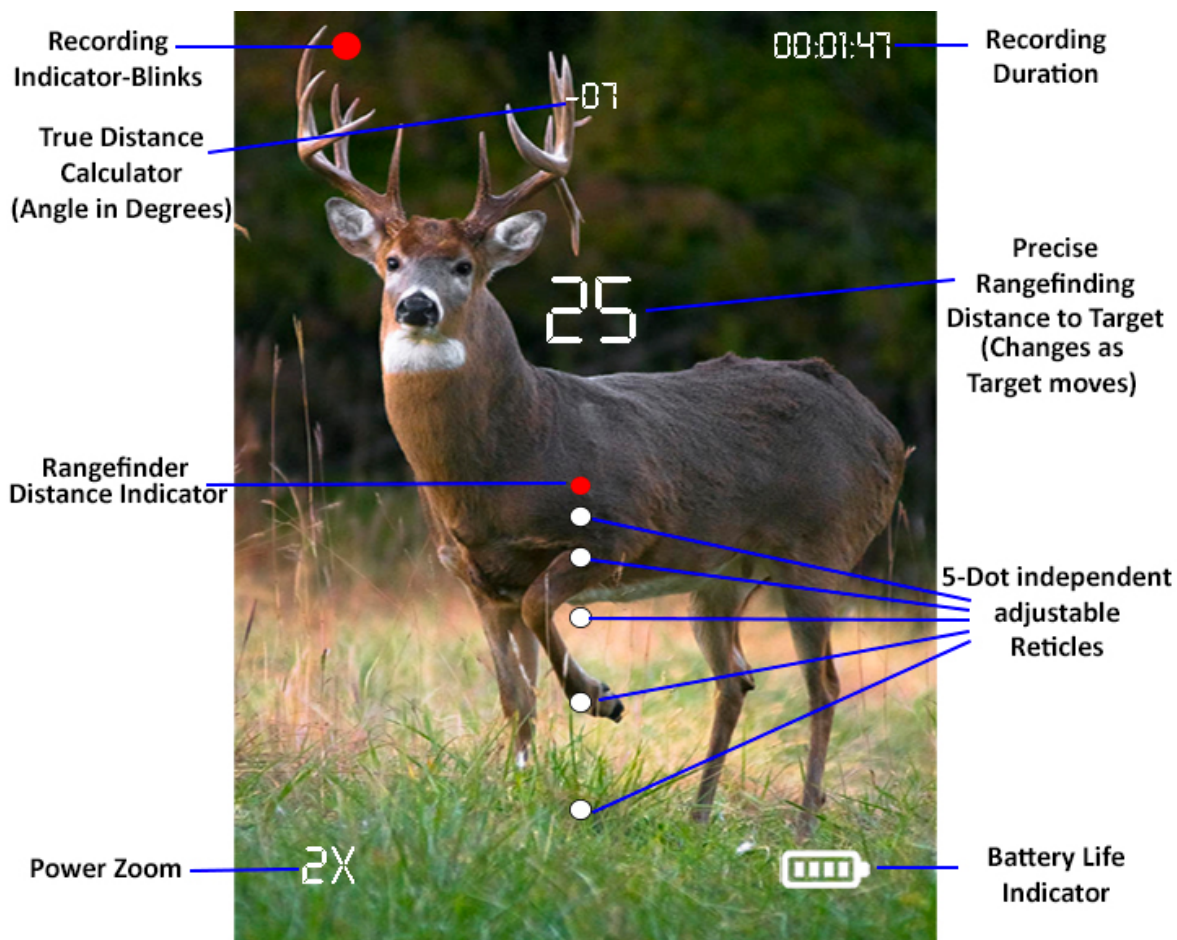 Recording
Indicator-Blinks
00:01:47
Recording
Duration
-07
True Distance
Calculator
(Angle in Degrees)
25
Precise
Rangefinding
Distance to Target
(Changes as
Target moves)
Rangefinder
Distance Indicator
5-Dot independent
adjustable
Reticles
Power Zoom
2X
Battery Life
Indicator